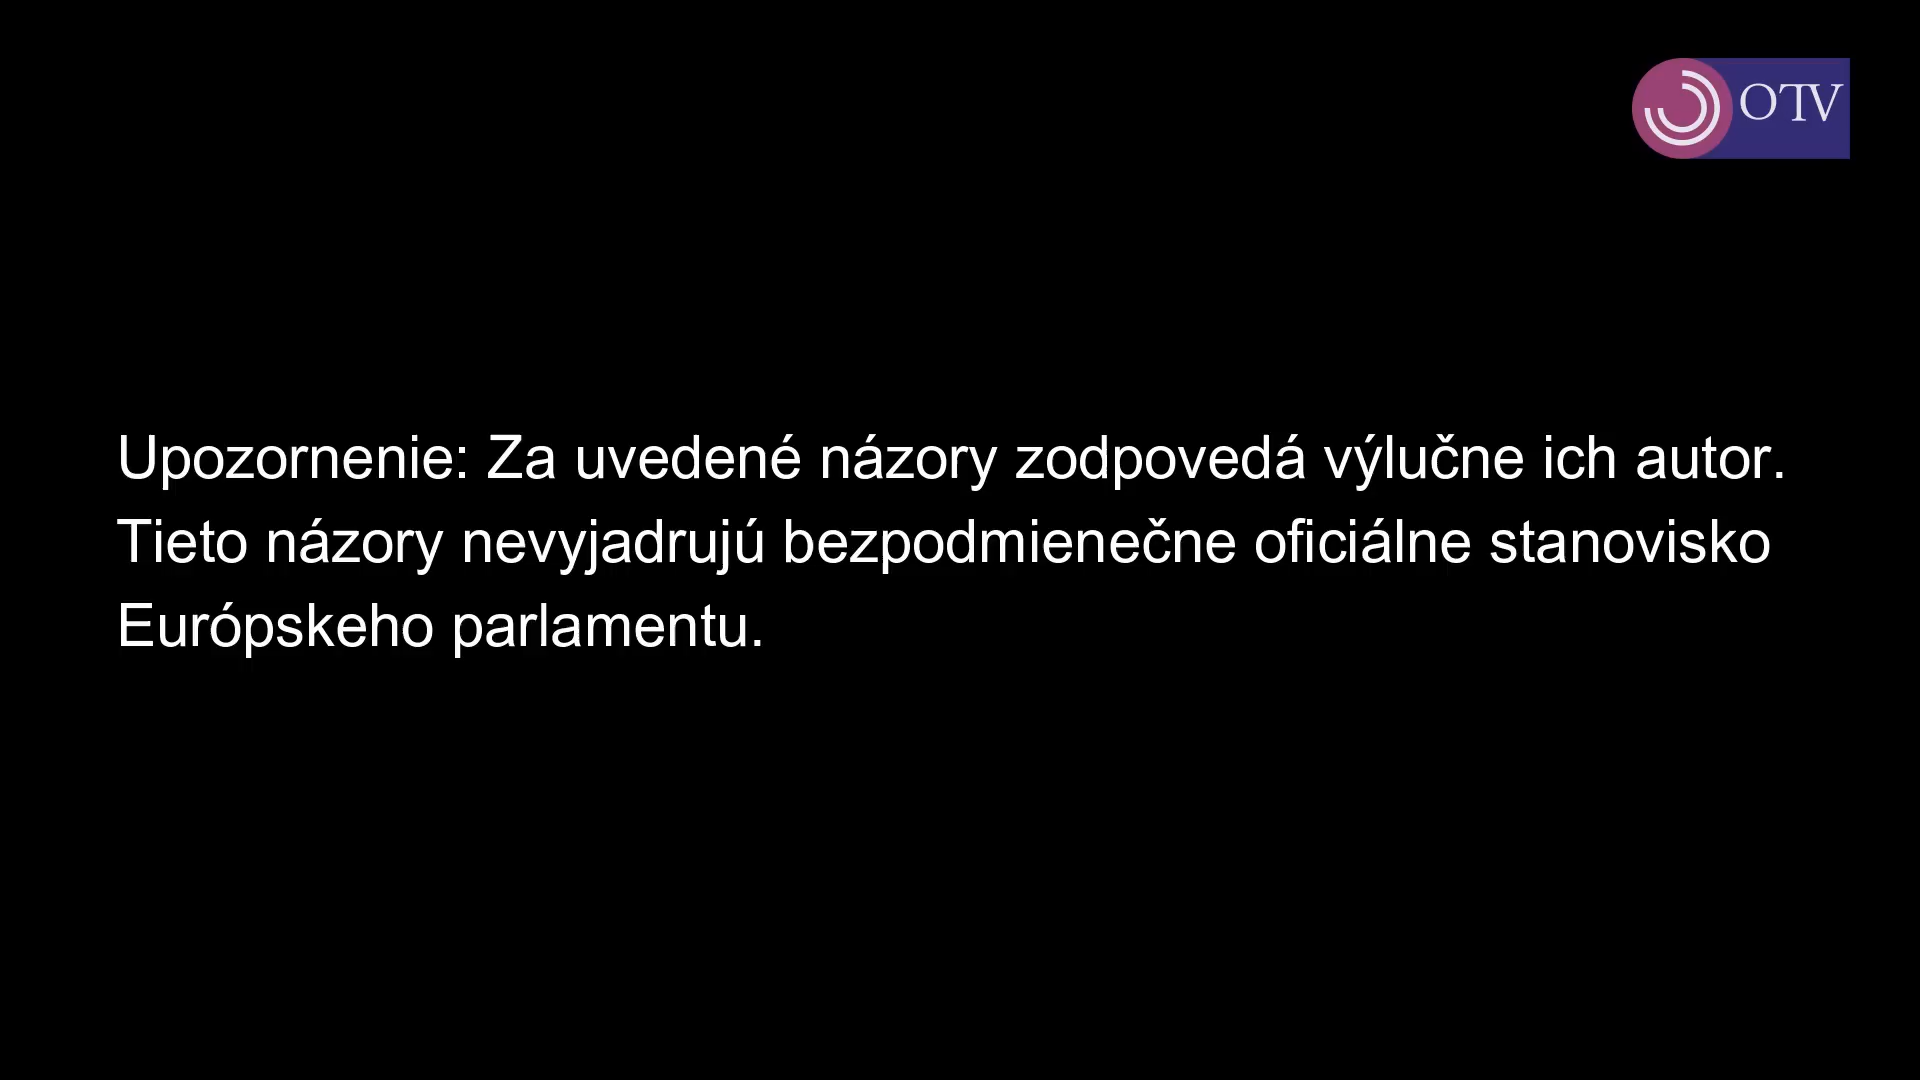 OTV
Upozornenie: Za uvedené názory zodpovedá výlučne ich autor.
Tieto názory nevyjadrujú bezpodmienečne oficiálne stanovisko
Európskeho parlamentu.